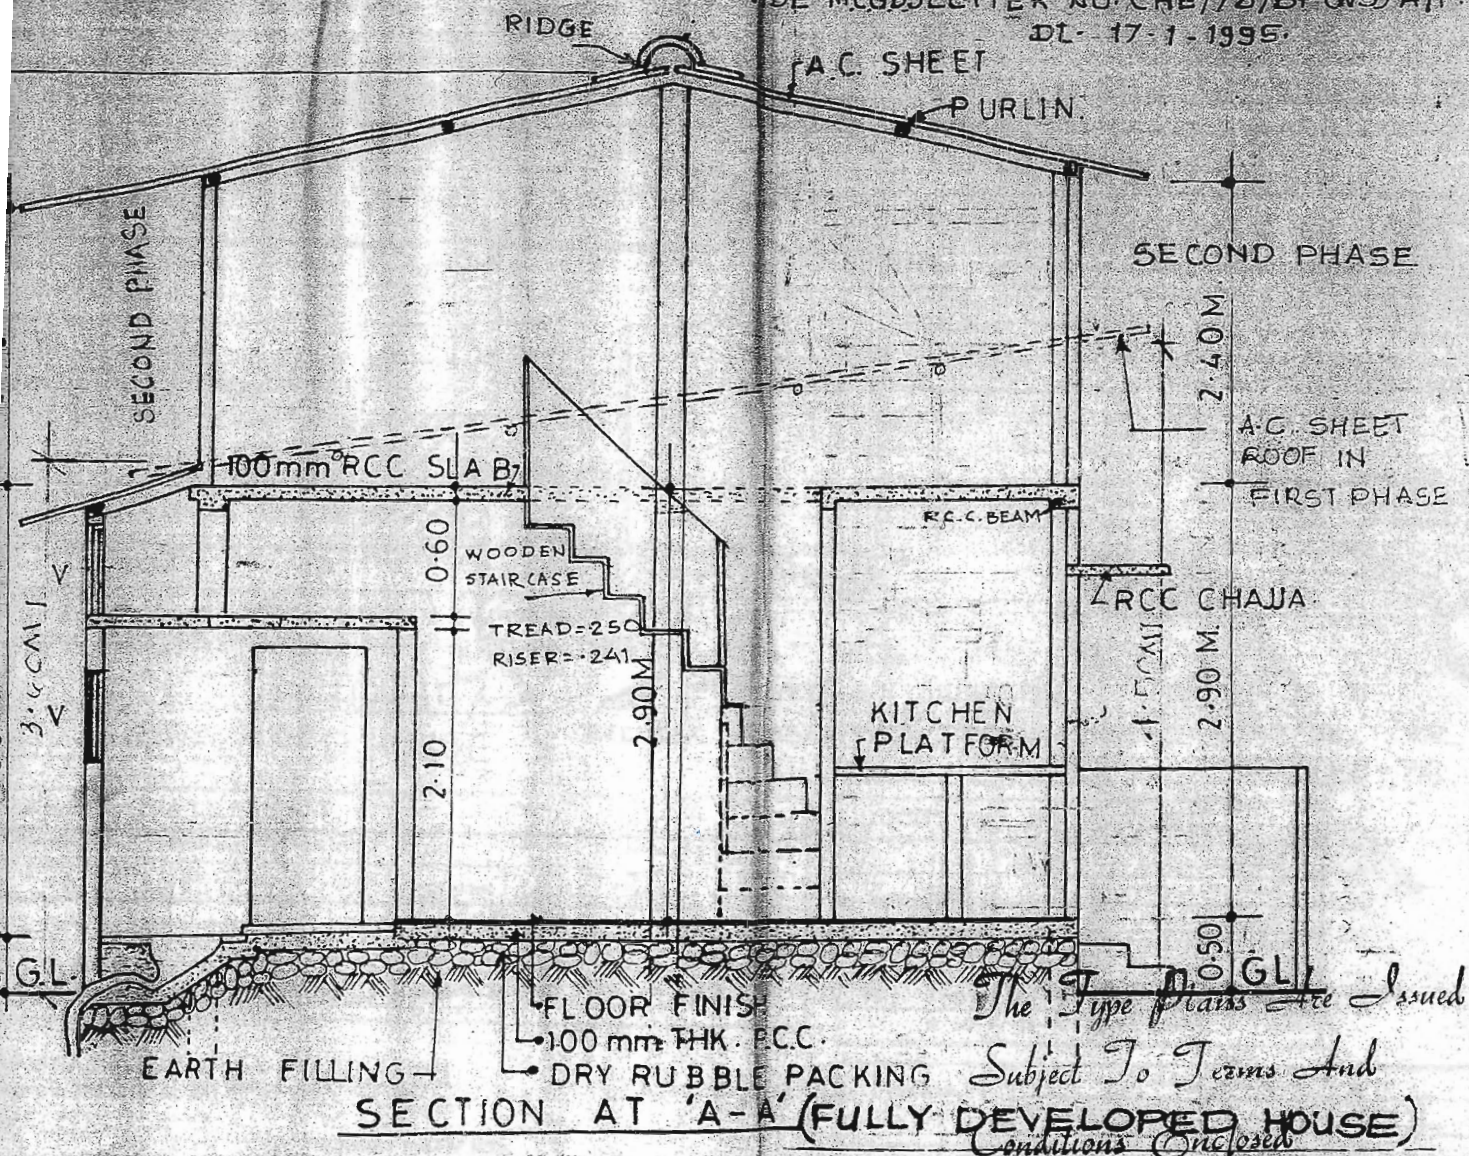 DT- 17-1-1995.
RIDGE
A.C. SHEET
PURLIN.
SECOND PHASE
SECOND PHASE
2.40M
A.C. SHEET
ROOF IN
FIRST PHASE
100mm RCC SLAB
R.C.C. BEAM
0.60
WOODEN
STAIRCASE
TREAD=250
RISER=.241
RCC CHAJJA
2.90M
2.90 M.
KITCHEN
PLATFORM
2.10
V
V
0.50
G.L.
G.L.
FLOOR FINISH
100 mm THK. P.C.C.
DRY RUBBLE PACKING
EARTH FILLING
SECTION AT 'A-A' (FULLY DEVELOPED HOUSE)
The Type Plans Are Issued
Subject To Terms And
Conditions Enclosed